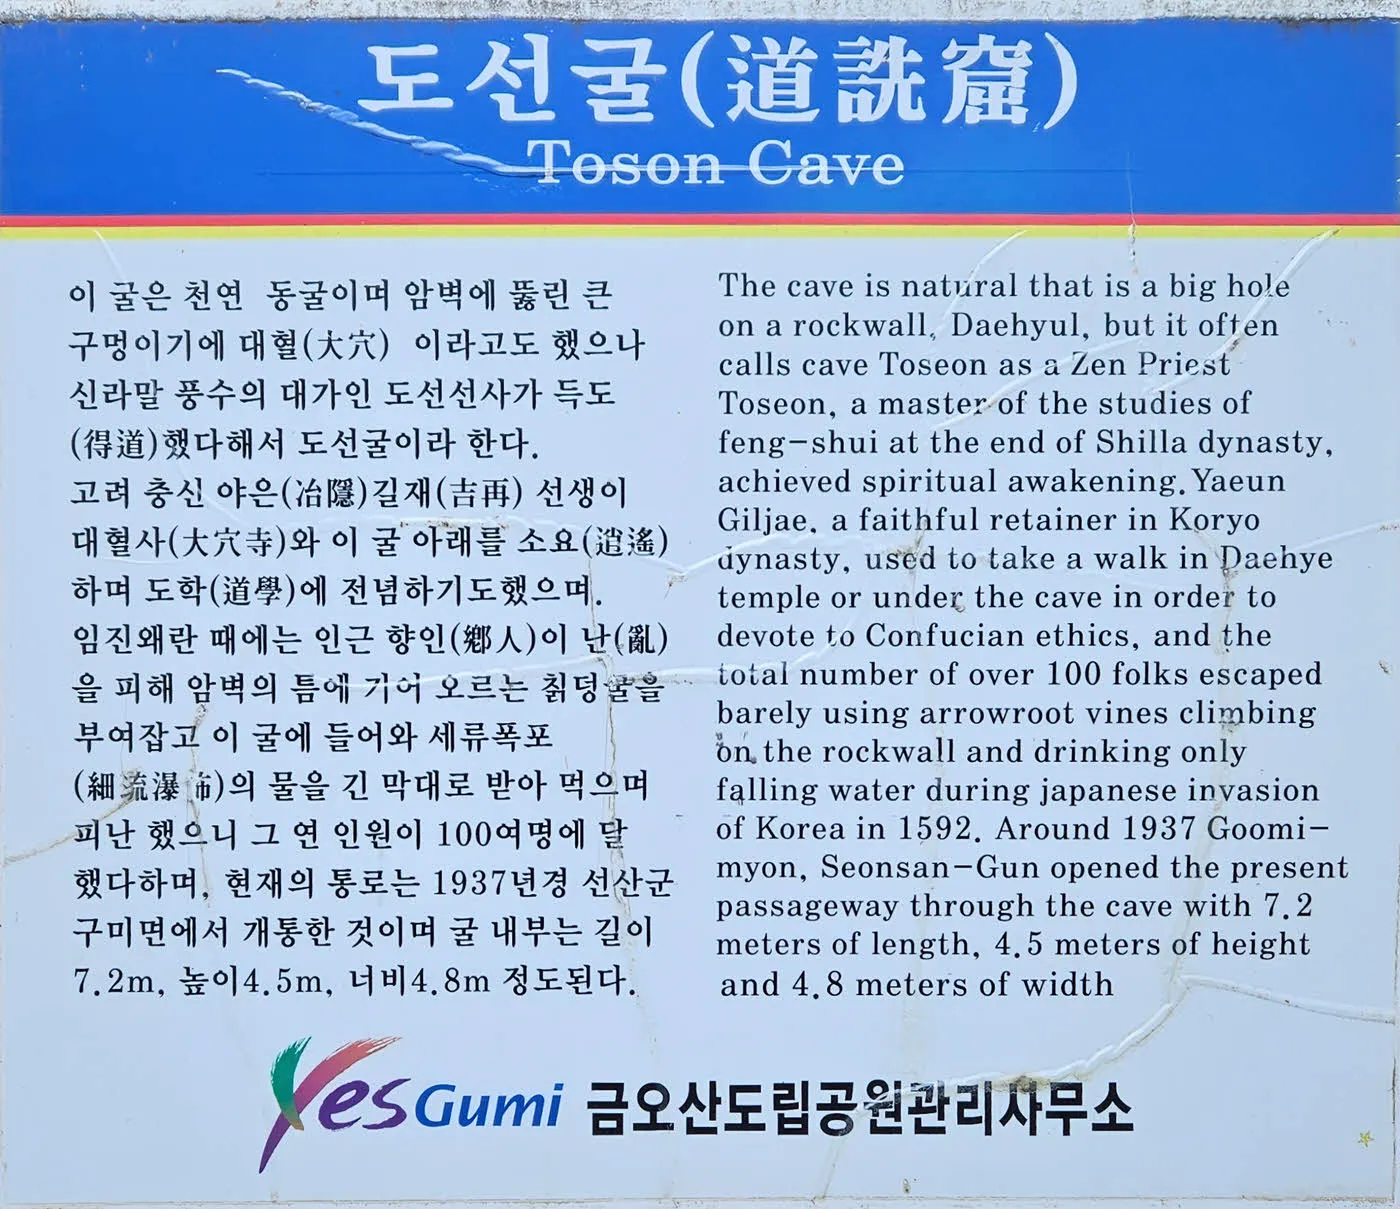 도선굴(道詵窟)
Toson Cave
이 굴은 천연 동굴이며 암벽에 뚫린 큰
구멍이기에 대혈(大穴) 이라고도 했으나
신라말 풍수의 대가인 도선선사가 득도
(得道)했다해서 도선굴이라 한다.
고려 충신 야은(冶隱)길재(吉再) 선생이
대혈사(大穴寺)와 이 굴 아래를 소요(逍遙)
하며 도학(道學)에 전념하기도했으며.
임진왜란 때에는 인근 향인(鄕人)이 난(亂)
을 피해 암벽의 틈에 기어 오르는 칡덩굴을
부여잡고 이 굴에 들어와 세류폭포
(細流瀑布)의 물을 긴 막대로 받아 먹으며
피난 했으니 그 연 인원이 100여명에 달
했다하며, 현재의 통로는 1937년경 선산군
구미면에서 개통한 것이며 굴 내부는 길이
7.2m, 높이4.5m, 너비4.8m 정도된다.
The cave is natural that is a big hole
on a rockwall, Daehyul, but it often
calls cave Toseon as a Zen Priest
Toseon, a master of the studies of
feng-shui at the end of Shilla dynasty,
achieved spiritual awakening. Yaeun
Giljae. a faithful retainer in Koryo
dynasty, used to take a walk in Daehye
temple or under the cave in order to
devote to Confucian ethics, and the
total number of over 100 folks escaped
barely using arrowroot vines climbing
on the rockwall and drinking only
falling water during japanese invasion
of Korea in 1592. Around 1937 Goomi-
myon, Seonsan-Gun opened the present
passageway through the cave with 7.2
meters of length, 4.5 meters of height
and 4.8 meters of width
Yes Gumi 금오산도립공원관리사무소